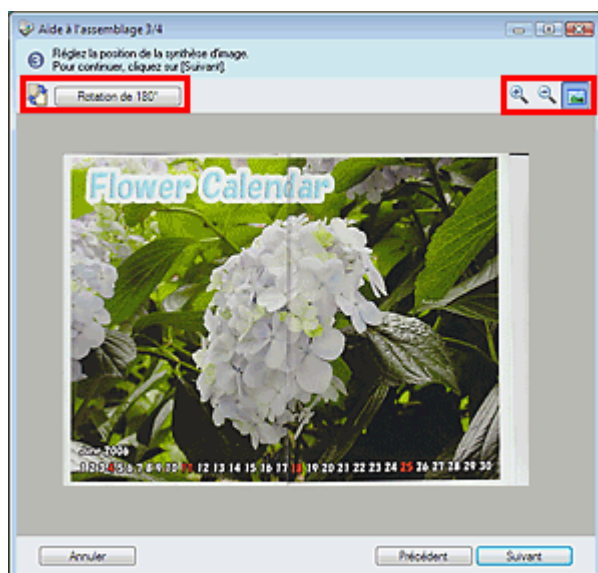 Aide à l'assemblage 3/4
3 Réglez la position de la synthèse d'image.
Pour continuer, cliquez sur [Suivant].
Rotation de 180°
Flower Calendar
June 2006
1 2 3 4 5 6 7 8 9 10 11 12 13 14 15 16 17 18 19 20 21 22 23 24 25 26 27 28 29 30
Annuler Précédent Suivant